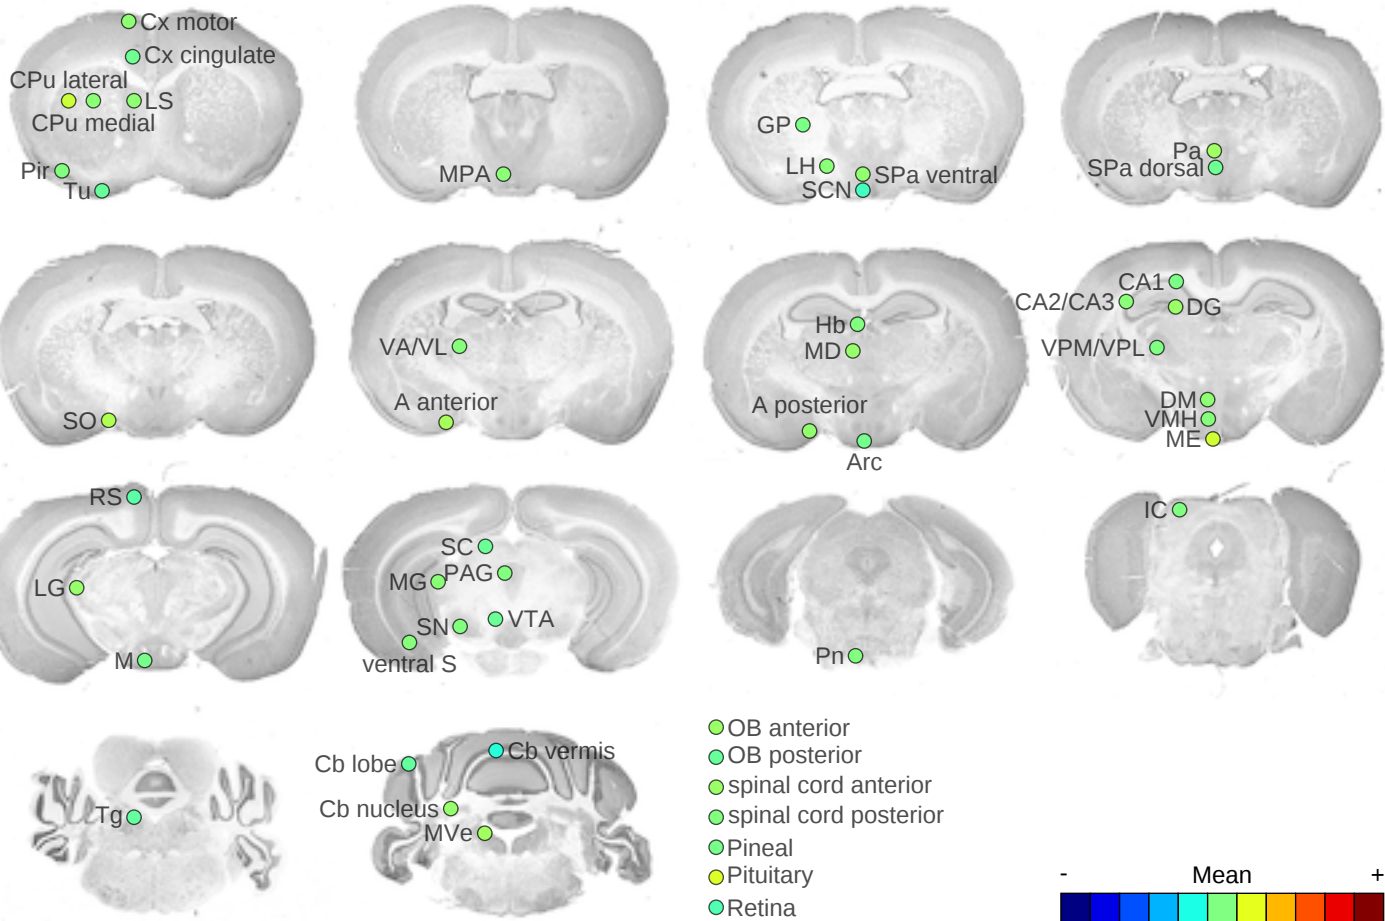 Cx motor
Cx cingulate
CPu lateral
LS
CPu medial
Pir
Tu
MPA
GP
LH
SPa ventral
SCN
Pa
SPa dorsal
SO
VA/VL
A anterior
Hb
MD
A posterior
Arc
CA1
CA2/CA3
DG
VPM/VPL
DM
VMH
ME
RS
LG
M
SC
PAG
MG
VTA
SN
ventral S
Pn
IC
Tg
Cb lobe
Cb vermis
Cb nucleus
MVe
OB anterior
OB posterior
spinal cord anterior
spinal cord posterior
Pineal
Pituitary
Retina
- Mean +